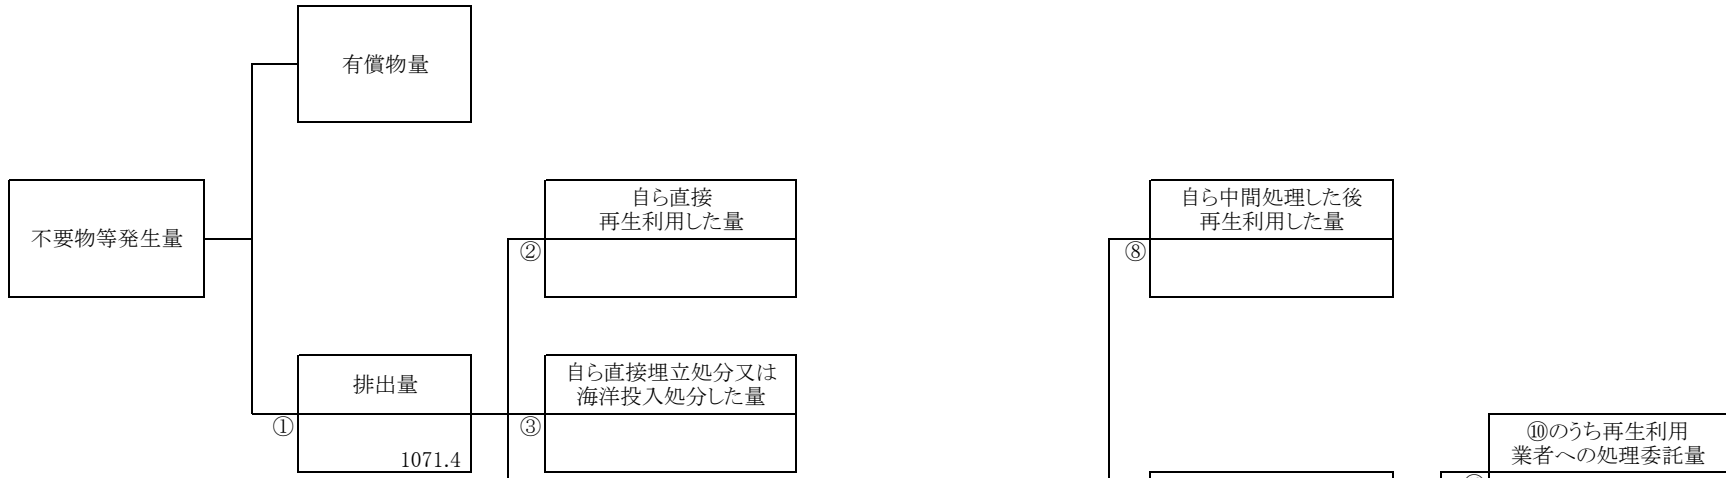 有償物量
不要物等発生量
自ら直接
再生利用した量
②
自ら中間処理した後
再生利用した量
⑧
排出量
①
1071.4
自ら直接埋立処分又は
海洋投入処分した量
③
⑩のうち再生利用
業者への処理委託量